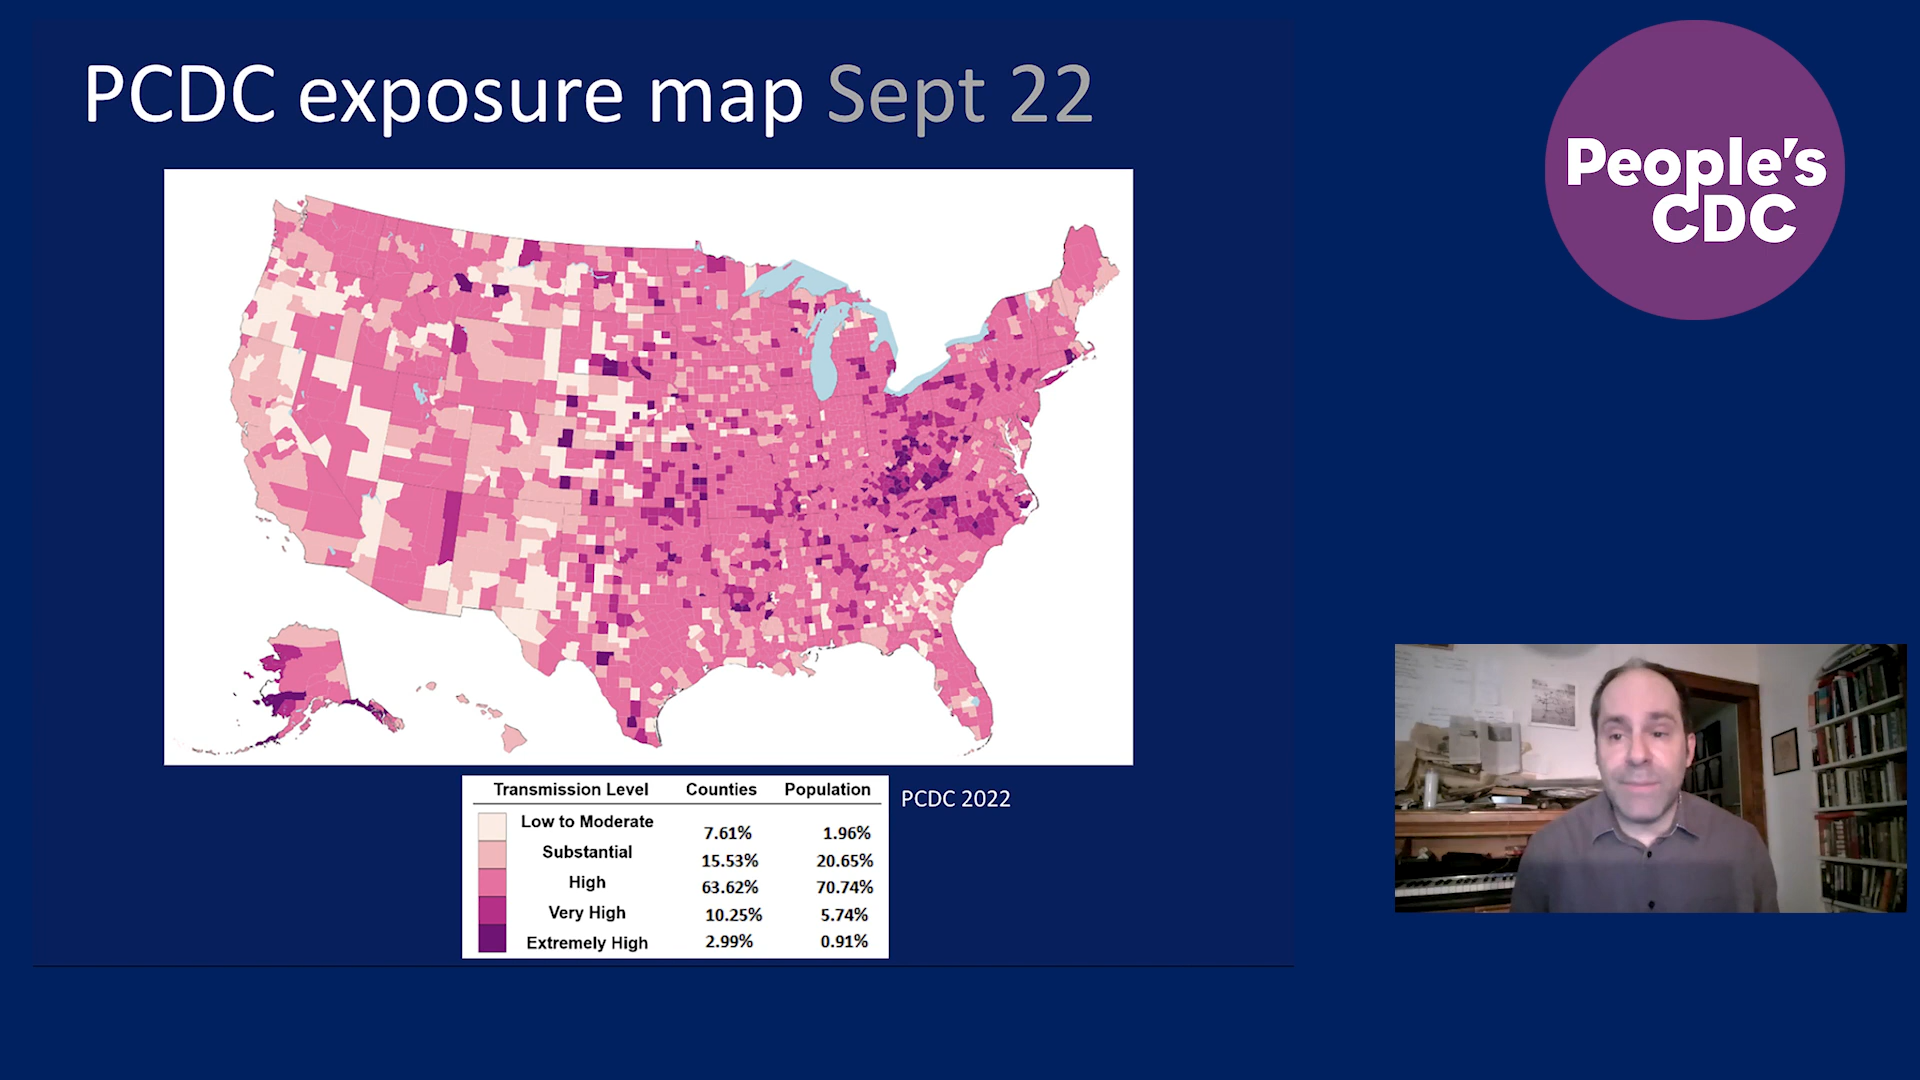 PCDC exposure map Sept 22
People's
CDC
Transmission Level Counties Population
Low to Moderate 7.61% 1.96%
Substantial 15.53% 20.65%
High 63.62% 70.74%
Very High 10.25% 5.74%
Extremely High 2.99% 0.91%
PCDC 2022